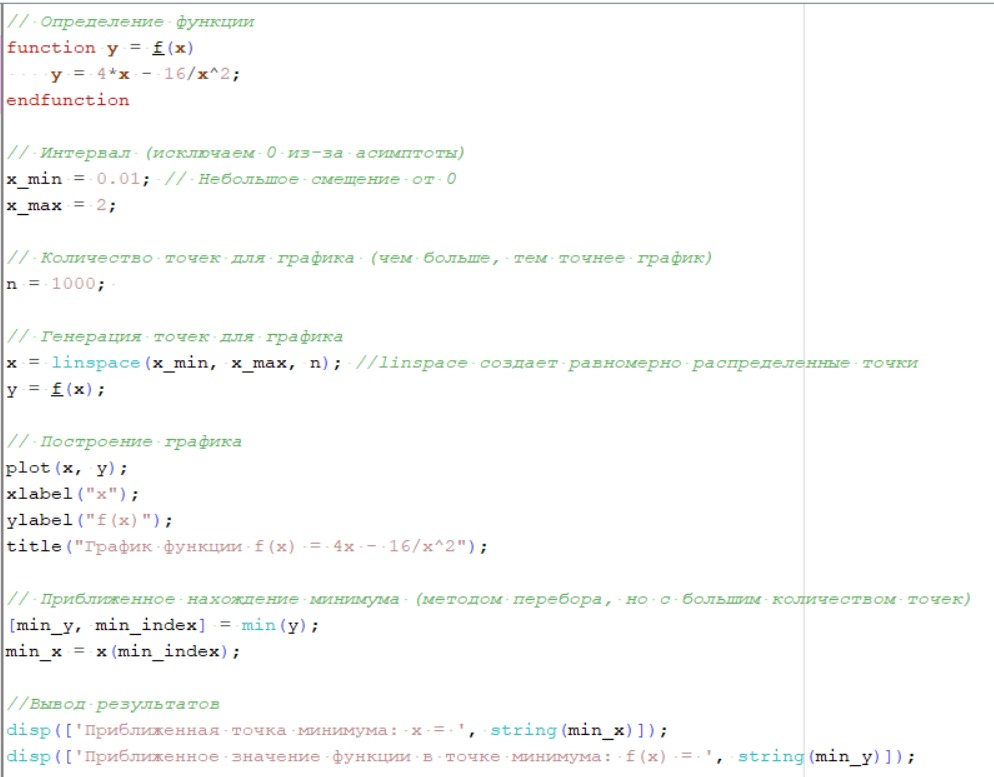 // Определение функции
function y = f(x)
    y = 4*x - 16/x^2;
endfunction

// Интервал (исключаем 0 из-за асимптоты)
x_min = 0.01; // Небольшое смещение от 0
x_max = 2;

// Количество точек для графика (чем больше, тем точнее график)
n = 1000;

// Генерация точек для графика
x = linspace(x_min, x_max, n); //linspace создает равномерно распределенные точки
y = f(x);

// Построение графика
plot(x, y);
xlabel("x");
ylabel("f(x)");
title("График функции f(x) = 4x - 16/x^2");

// Приближенное нахождение минимума (методом перебора, но с большим количеством точек)
[min_y, min_index] = min(y);
min_x = x(min_index);

//Вывод результатов
disp(['Приближенная точка минимума: x = ', string(min_x)]);
disp(['Приближенное значение функции в точке минимума: f(x) = ', string(min_y)]);